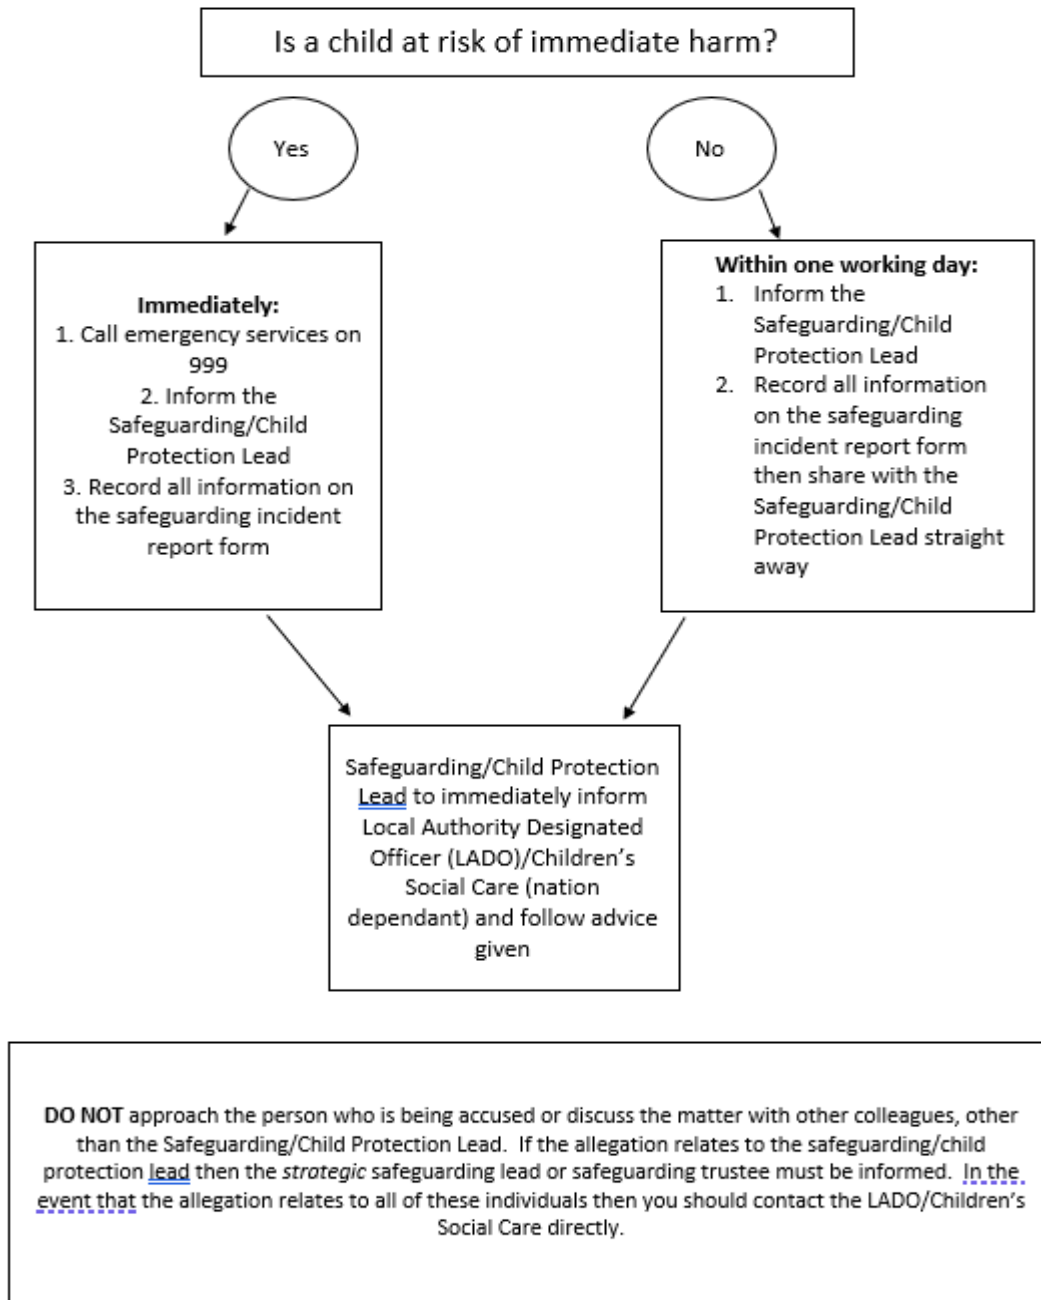 Is a child at risk of immediate harm?
Yes
No
Immediately:
1. Call emergency services on
999
2. Inform the
Safeguarding/Child
Protection Lead
3. Record all information on
the safeguarding incident
report form
Within one working day:
1. Inform the
Safeguarding/Child
Protection Lead
2. Record all information
on the safeguarding
incident report form
then share with the
Safeguarding/Child
Protection Lead straight
away
Safeguarding/Child Protection
Lead to immediately inform
Local Authority Designated
Officer (LADO)/Children’s
Social Care (nation
dependant) and follow advice
given
DO NOT approach the person who is being accused or discuss the matter with other colleagues, other
than the Safeguarding/Child Protection Lead.  If the allegation relates to the safeguarding/child
protection lead then the strategic safeguarding lead or safeguarding trustee must be informed.  In the
event that the allegation relates to all of these individuals then you should contact the LADO/Children’s
Social Care directly.